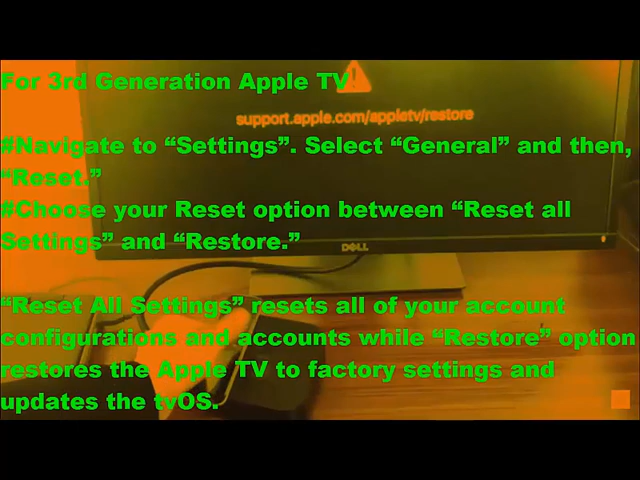 For 3rd Generation Apple TV
support.apple.com/appletv/restore
#Navigate to “Settings”. Select “General” and then,
“Reset.”
#Choose your Reset option between “Reset all
Settings” and “Restore.”
DELL
“Reset All Settings” resets all of your account
configurations and accounts while “Restore” option
restores the Apple TV to factory settings and
updates the tvOS.